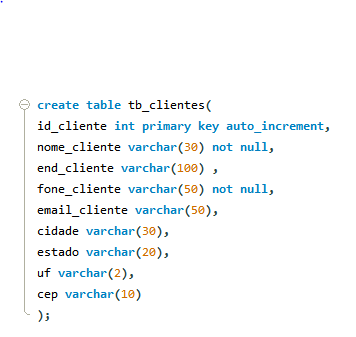 create table tb_clientes(
id_cliente int primary key auto_increment,
nome_cliente varchar(30) not null,
end_cliente varchar(100) ,
fone_cliente varchar(50) not null,
email_cliente varchar(50),
cidade varchar(30),
estado varchar(20),
uf varchar(2),
cep varchar(10)
);